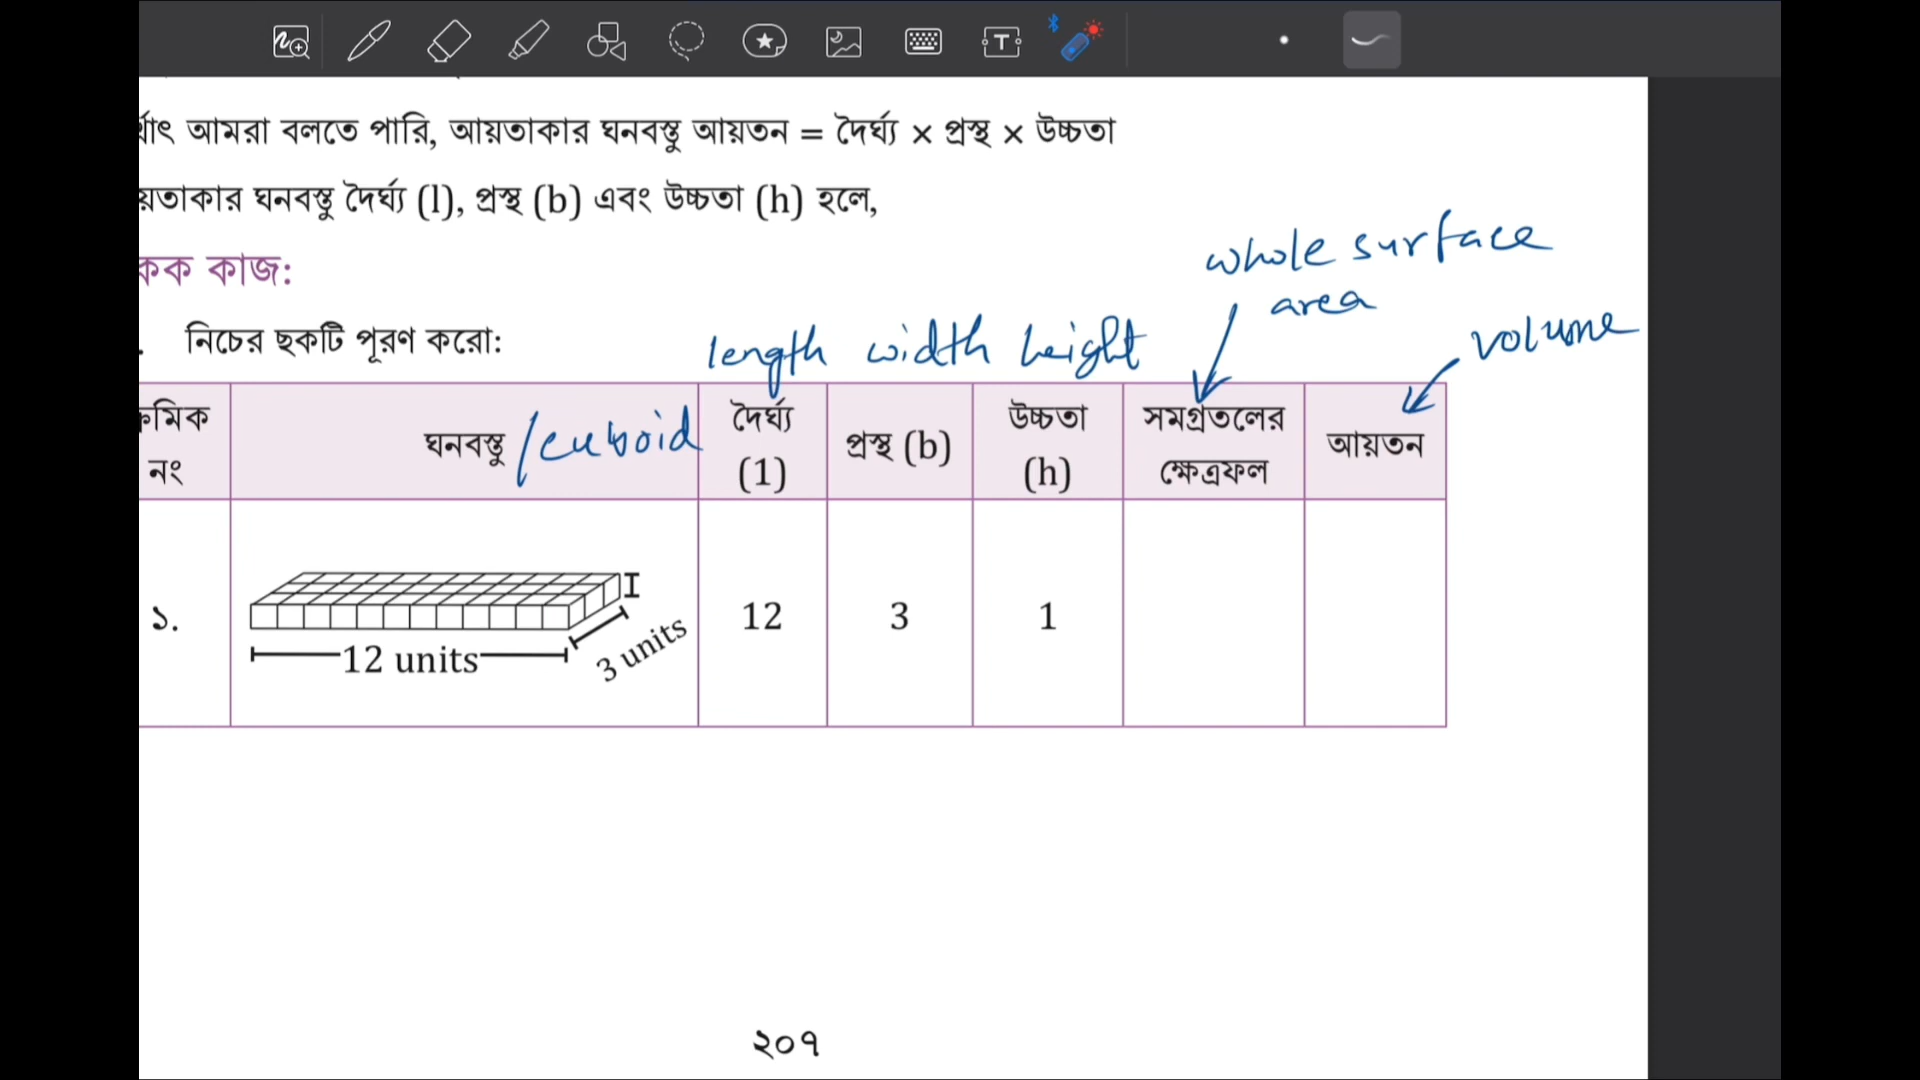 র্থাৎ আমরা বলতে পারি, আয়তাকার ঘনবস্তু আয়তন = দৈর্ঘ্য × প্রস্থ × উচ্চতা
য়তাকার ঘনবস্তু দৈর্ঘ্য (l), প্রস্থ (b) এবং উচ্চতা (h) হলে,
কক কাজ:
whole surface
area
. নিচের ছকটি পূরণ করো:
length width height
volume
ক্রমিক নং
ঘনবস্তু /cuboid
দৈর্ঘ্য (1)
প্রস্থ (b)
উচ্চতা (h)
সমগ্রতলের ক্ষেত্রফল
আয়তন
১.
I
12 units
3 units
12 3 1
২০৭